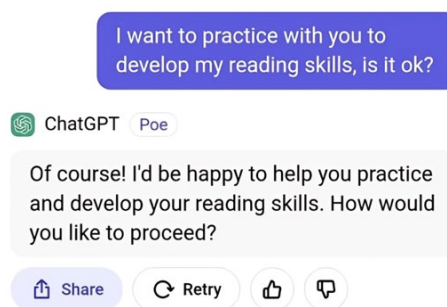 I want to practice with you to
develop my reading skills, is it ok?
ChatGPT Poe
Of course! I'd be happy to help you practice
and develop your reading skills. How would
you like to proceed?
Share Retry